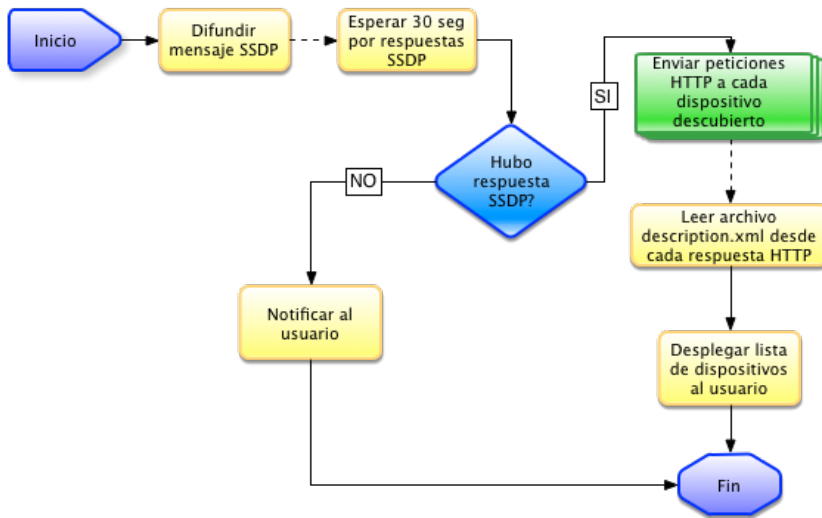 Inicio
Difundir
mensaje SSDP
Esperar 30 seg
por respuestas
SSDP
Hubo
respuesta
SSDP?
SI
NO
Enviar peticiones
HTTP a cada
dispositivo
descubierto
Leer archivo
description.xml desde
cada respuesta HTTP
Notificar al
usuario
Desplegar lista
de dispositivos
al usuario
Fin